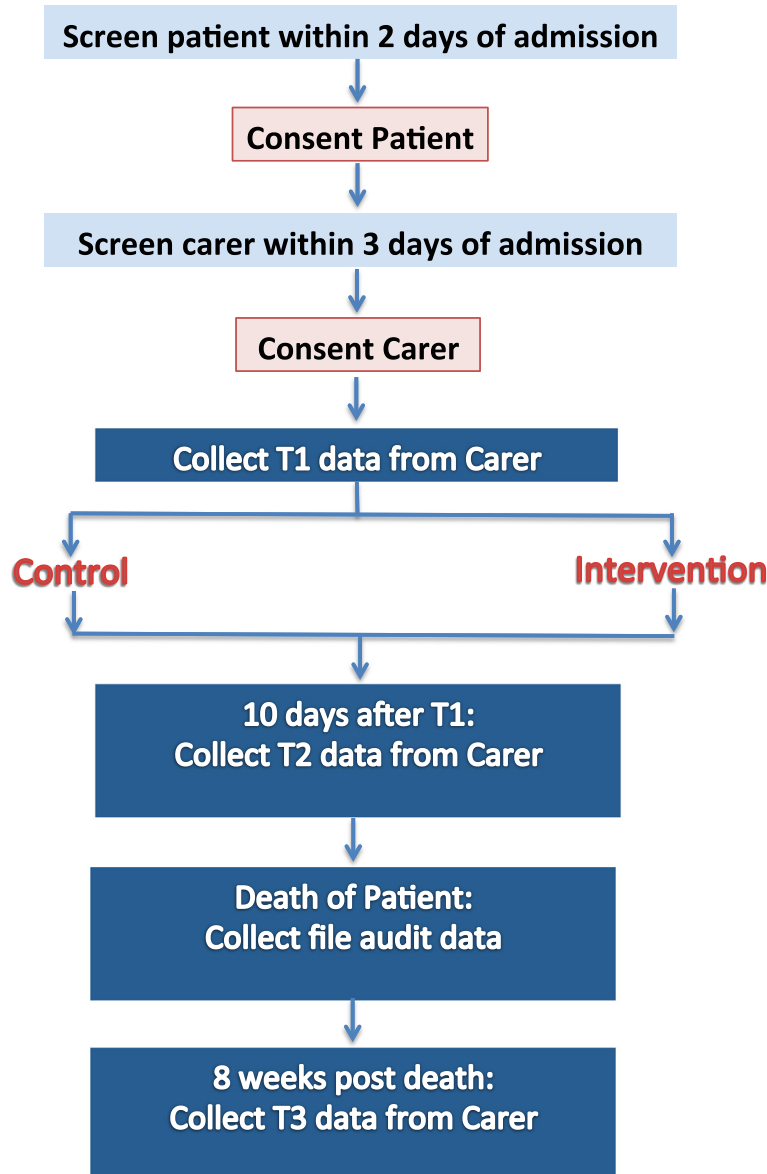 Screen patient within 2 days of admission
Consent Patient
Screen carer within 3 days of admission
Consent Carer
Collect T1 data from Carer
Control
Intervention
10 days after T1:
Collect T2 data from Carer
Death of Patient:
Collect file audit data
8 weeks post death:
Collect T3 data from Carer